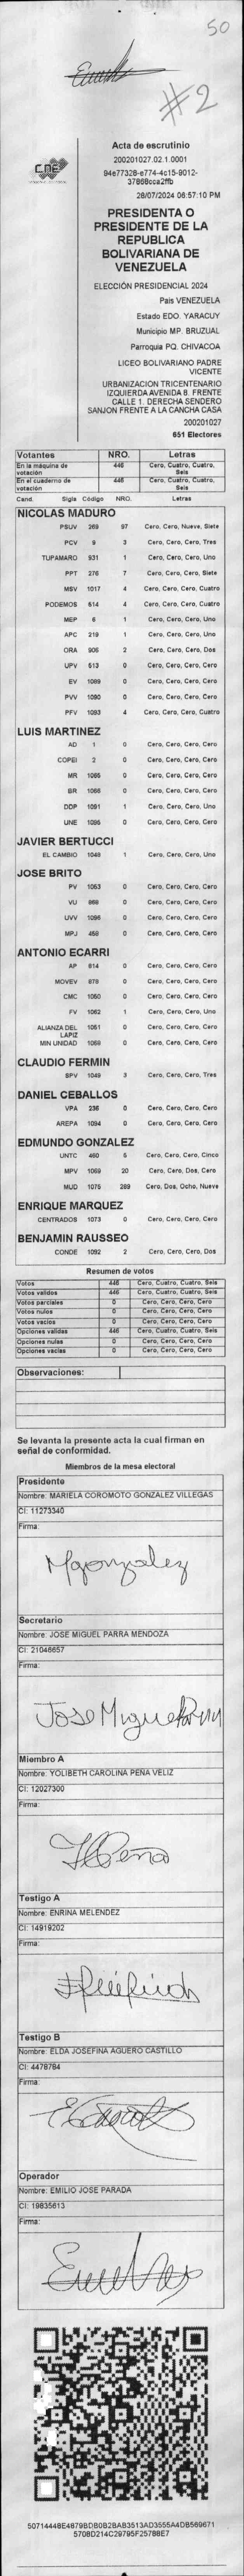 50
#2
CNE
Acta de escrutinio
200201027.02.1.0001
94e77328-e774-4c15-9012-
37868cca2ffb
28/07/2024 06:57:10 PM
PRESIDENTA O
PRESIDENTE DE LA
REPUBLICA
BOLIVARIANA DE
VENEZUELA
ELECCIÓN PRESIDENCIAL 2024
Pais VENEZUELA
Estado EDO. YARACUY
Municipio MP. BRUZUAL
Parroquia PQ. CHIVACOA
LICEO BOLIVARIANO PADRE
VICENTE
URBANIZACION TRICENTENARIO
IZQUIERDA AVENIDA 8. FRENTE
CALLE 1. DERECHA SENDERO
SANJON FRENTE A LA CANCHA CASA
200201027
651 Electores
Votantes NRO. Letras
En la máquina de votación 446 Cero, Cuatro, Cuatro, Seis
En el cuaderno de votación 446 Cero, Cuatro, Cuatro, Seis
Cand. Sigla Código NRO. Letras
NICOLAS MADURO
PSUV 269 97 Cero, Cero, Nueve, Siete
PCV 9 3 Cero, Cero, Cero, Tres
TUPAMARO 931 1 Cero, Cero, Cero, Uno
PPT 276 7 Cero, Cero, Cero, Siete
MSV 1017 4 Cero, Cero, Cero, Cuatro
PODEMOS 514 4 Cero, Cero, Cero, Cuatro
MEP 6 1 Cero, Cero, Cero, Uno
APC 219 1 Cero, Cero, Cero, Uno
ORA 906 2 Cero, Cero, Cero, Dos
UPV 513 0 Cero, Cero, Cero, Cero
EV 1089 0 Cero, Cero, Cero, Cero
PVV 1090 0 Cero, Cero, Cero, Cero
PFV 1093 4 Cero, Cero, Cero, Cuatro
LUIS MARTINEZ
AD 1 0 Cero, Cero, Cero, Cero
COPEI 2 0 Cero, Cero, Cero, Cero
MR 1065 0 Cero, Cero, Cero, Cero
BR 1066 0 Cero, Cero, Cero, Cero
DDP 1091 1 Cero, Cero, Cero, Uno
UNE 1095 0 Cero, Cero, Cero, Cero
JAVIER BERTUCCI
EL CAMBIO 1048 1 Cero, Cero, Cero, Uno
JOSE BRITO
PV 1053 0 Cero, Cero, Cero, Cero
VU 868 0 Cero, Cero, Cero, Cero
UVV 1096 0 Cero, Cero, Cero, Cero
MPJ 458 0 Cero, Cero, Cero, Cero
ANTONIO ECARRI
AP 814 0 Cero, Cero, Cero, Cero
MOVEV 878 0 Cero, Cero, Cero, Cero
CMC 1050 0 Cero, Cero, Cero, Cero
FV 1062 1 Cero, Cero, Cero, Uno
ALIANZA DEL LAPIZ 1051 0 Cero, Cero, Cero, Cero
MIN UNIDAD 1068 0 Cero, Cero, Cero, Cero
CLAUDIO FERMIN
SPV 1049 3 Cero, Cero, Cero, Tres
DANIEL CEBALLOS
VPA 236 0 Cero, Cero, Cero, Cero
AREPA 1094 0 Cero, Cero, Cero, Cero
EDMUNDO GONZALEZ
UNTC 460 5 Cero, Cero, Cero, Cinco
MPV 1069 20 Cero, Cero, Dos, Cero
MUD 1075 289 Cero, Dos, Ocho, Nueve
ENRIQUE MARQUEZ
CENTRADOS 1073 0 Cero, Cero, Cero, Cero
BENJAMIN RAUSSEO
CONDE 1092 2 Cero, Cero, Cero, Dos
Resumen de votos
Votos 446 Cero, Cuatro, Cuatro, Seis
Votos validos 446 Cero, Cuatro, Cuatro, Seis
Votos parciales 0 Cero, Cero, Cero, Cero
Votos nulos 0 Cero, Cero, Cero, Cero
Votos vacios 0 Cero, Cero, Cero, Cero
Opciones validas 446 Cero, Cuatro, Cuatro, Seis
Opciones nulas 0 Cero, Cero, Cero, Cero
Opciones vacias 0 Cero, Cero, Cero, Cero
Observaciones:
Se levanta la presente acta la cual firman en
señal de conformidad.
Miembros de la mesa electoral
Presidente
Nombre: MARIELA COROMOTO GONZALEZ VILLEGAS
CI: 11273340
Firma:
Mgonzalez
Secretario
Nombre: JOSE MIGUEL PARRA MENDOZA
CI: 21046657
Firma:
Jose Miguel Parra
Miembro A
Nombre: YOLIBETH CAROLINA PEÑA VELIZ
CI: 12027300
Firma:
Testigo A
Nombre: ENRINA MELENDEZ
CI: 14919202
Firma:
Testigo B
Nombre: ELDA JOSEFINA AGUERO CASTILLO
CI: 4478784
Firma:
Operador
Nombre: EMILIO JOSE PARADA
CI: 19835613
Firma:
50714448E4879BDB0B2BAB3513AD3555A4DB569671
5708D214C29795F25788E7